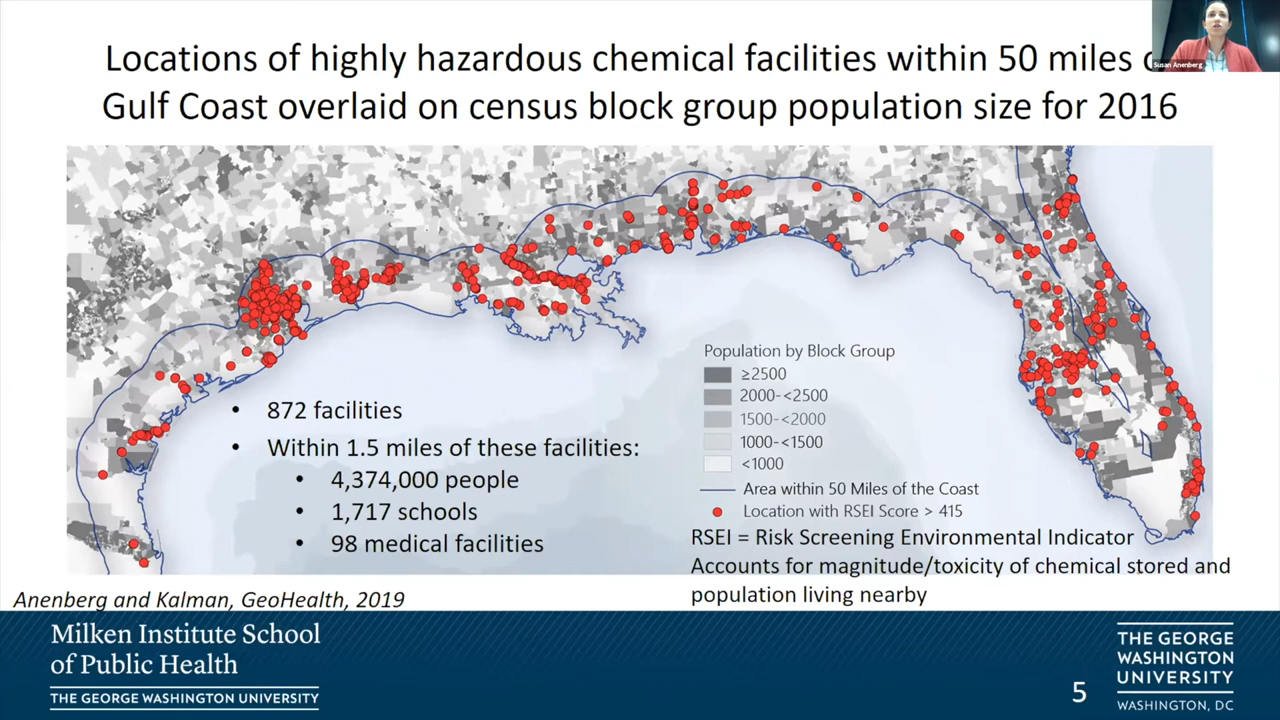 Locations of highly hazardous chemical facilities within 50 miles
Gulf Coast overlaid on census block group population size for 2016
Susan Anenberg
Population by Block Group
≥2500
2000-<2500
1500-<2000
1000-<1500
<1000
Area within 50 Miles of the Coast
Location with RSEI Score > 415
• 872 facilities
• Within 1.5 miles of these facilities:
• 4,374,000 people
• 1,717 schools
• 98 medical facilities
RSEI = Risk Screening Environmental Indicator
Accounts for magnitude/toxicity of chemical stored and
population living nearby
Anenberg and Kalman, GeoHealth, 2019
Milken Institute School
of Public Health
THE GEORGE WASHINGTON UNIVERSITY
5
THE GEORGE
WASHINGTON
UNIVERSITY
WASHINGTON, DC